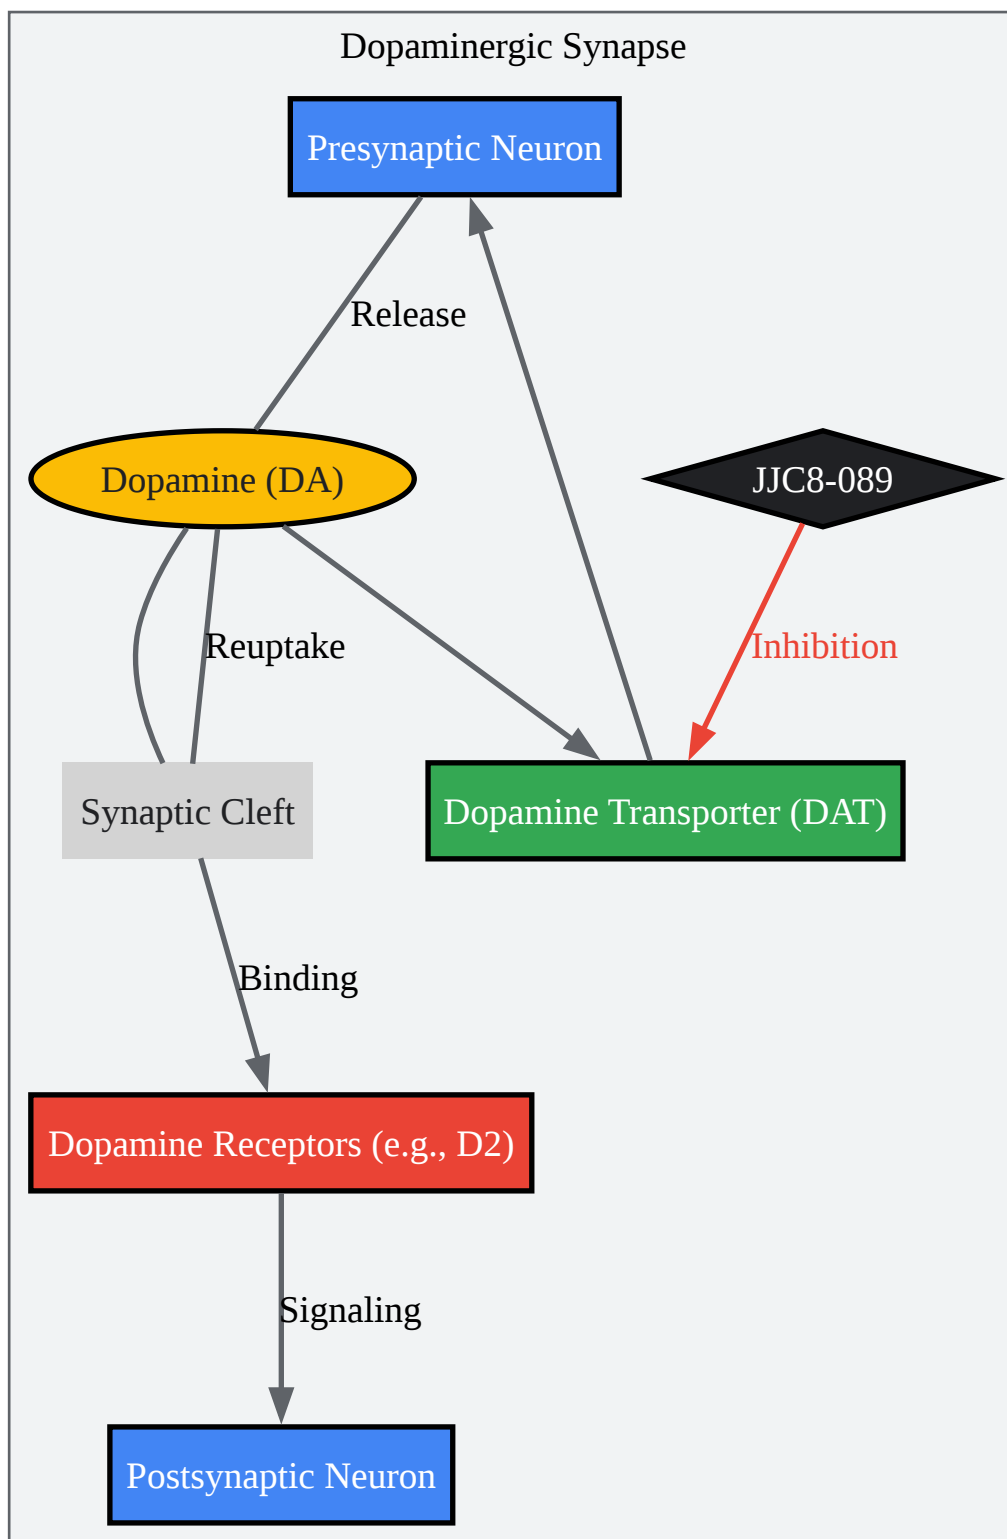 Dopaminergic Synapse
Presynaptic Neuron
Release
Dopamine (DA)
JJC8-089
Reuptake
Inhibition
Synaptic Cleft
Dopamine Transporter (DAT)
Binding
Dopamine Receptors (e.g., D2)
Signaling
Postsynaptic Neuron